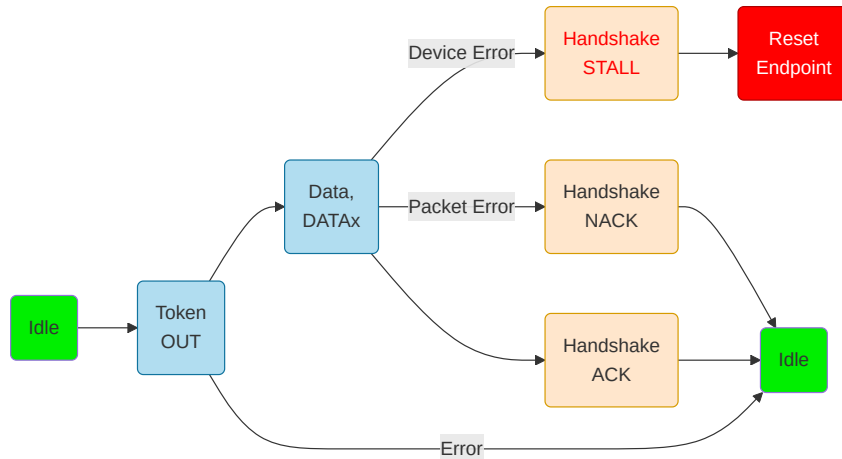 Device Error
Handshake
STALL
Reset
Endpoint
Data,
DATAx
Packet Error
Handshake
NACK
Idle
Token
OUT
Handshake
ACK
Idle
Error